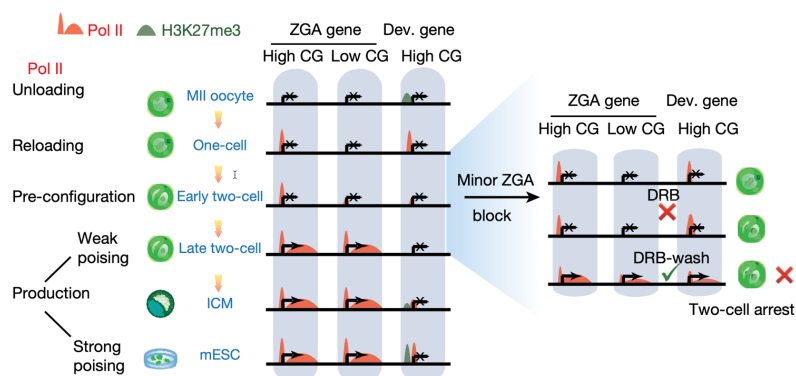 Pol II H3K27me3
ZGA gene Dev. gene
High CG Low CG High CG
Pol II
Unloading
MII oocyte
Reloading
One-cell
Pre-configuration
Early two-cell
Weak
poising
Late two-cell
Production
ICM
Strong
poising
mESC
Minor ZGA
block
ZGA gene Dev. gene
High CG Low CG High CG
DRB
DRB-wash
Two-cell arrest